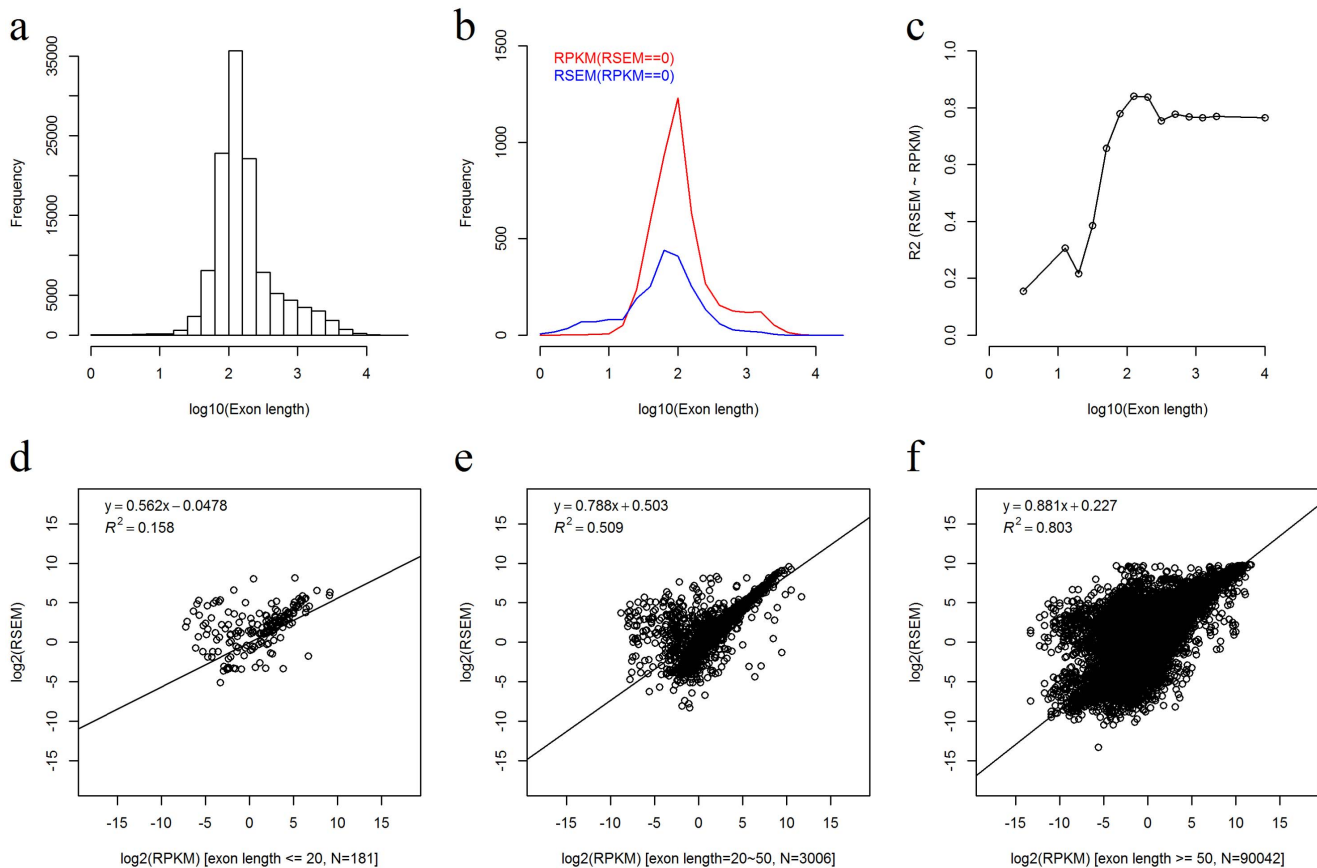 a
35000
25000
15000
5000
0
Frequency
0 1 2 3 4
log10(Exon length)
b
RPKM(RSEM==0)
RSEM(RPKM==0)
1500
1000
500
0
Frequency
0 1 2 3 4
log10(Exon length)
c
1.0
0.8
0.6
0.4
0.2
0.0
R2 (RSEM ~ RPKM)
0 1 2 3 4
log10(Exon length)
d
y = 0.562x − 0.0478
R² = 0.158
15
10
5
0
-5
-10
-15
log2(RSEM)
-15 -10 -5 0 5 10 15
log2(RPKM) [exon length <= 20, N=181]
e
y = 0.788x + 0.503
R² = 0.509
15
10
5
0
-5
-10
-15
log2(RSEM)
-15 -10 -5 0 5 10 15
log2(RPKM) [exon length=20~50, N=3006]
f
y = 0.881x + 0.227
R² = 0.803
15
10
5
0
-5
-10
-15
log2(RSEM)
-15 -10 -5 0 5 10 15
log2(RPKM) [exon length >= 50, N=90042]